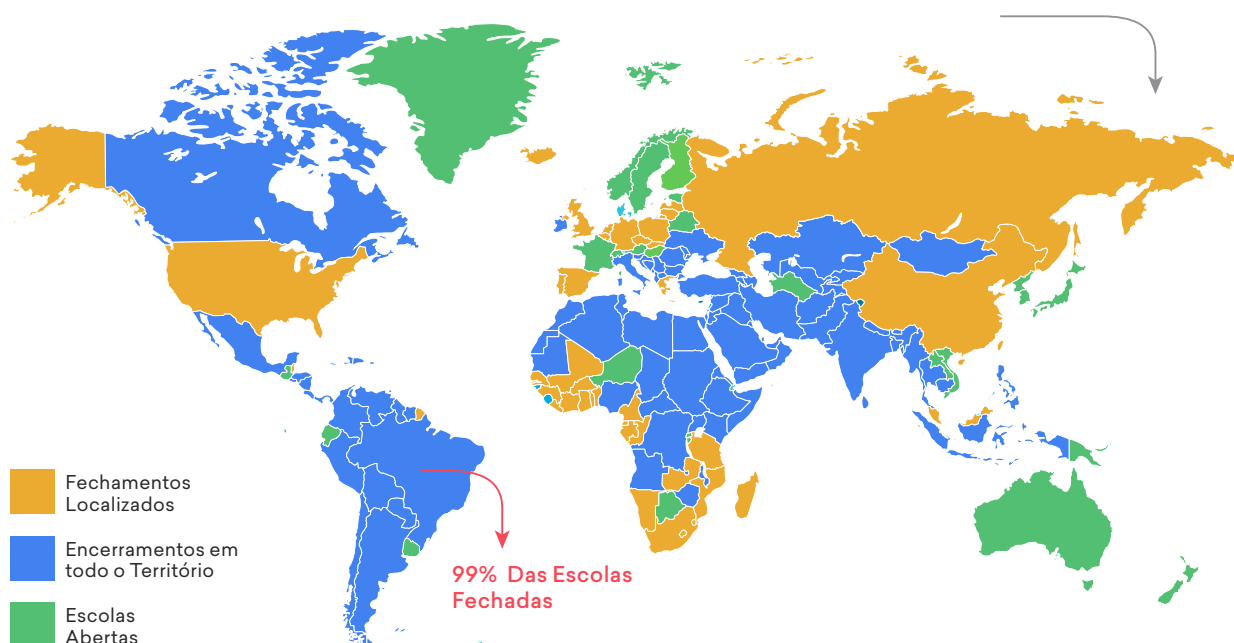 Fechamentos
Localizados
Encerramentos em
todo o Território
Escolas
Abertas
99% Das Escolas
Fechadas